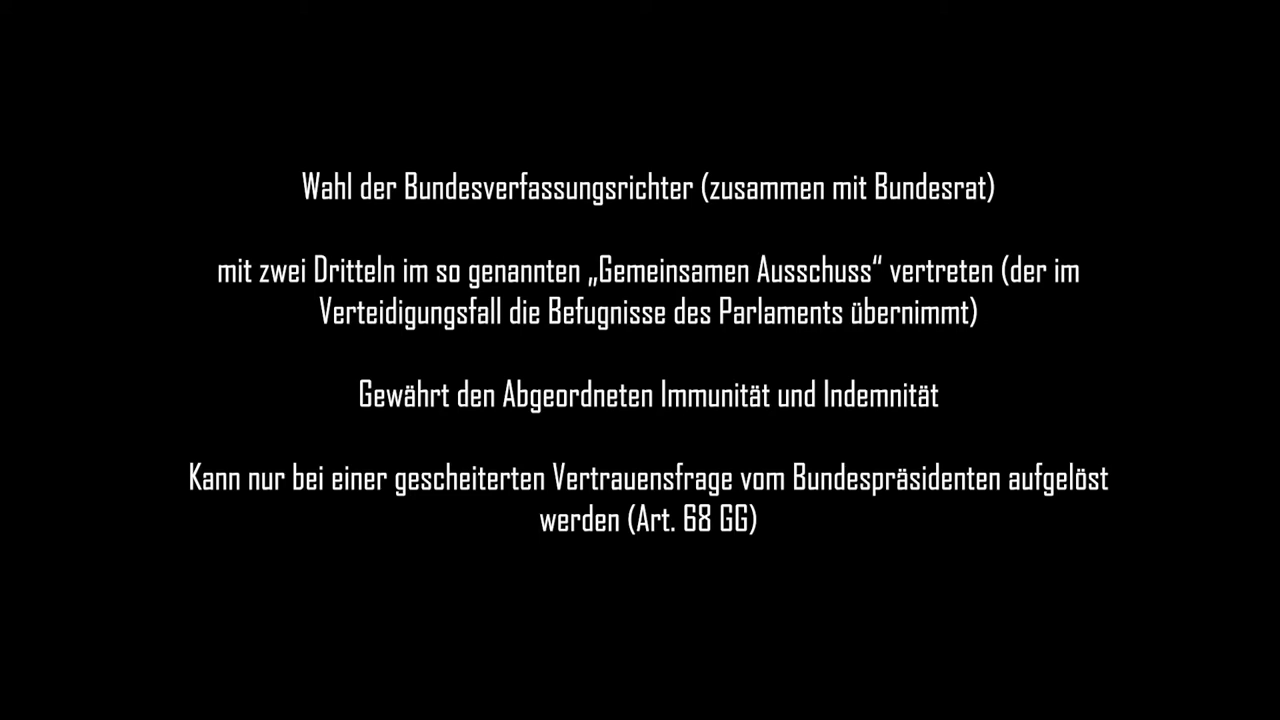 Wahl der Bundesverfassungsrichter (zusammen mit Bundesrat)
mit zwei Dritteln im so genannten „Gemeinsamen Ausschuss“ vertreten (der im
Verteidigungsfall die Befugnisse des Parlaments übernimmt)
Gewährt den Abgeordneten Immunität und Indemnität
Kann nur bei einer gescheiterten Vertrauensfrage vom Bundespräsidenten aufgelöst
werden (Art. 68 GG)